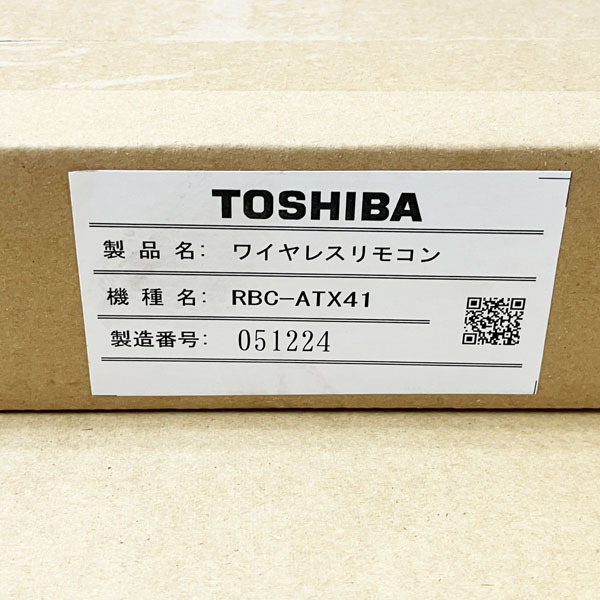 TOSHIBA
製品名: ワイヤレスリモコン
機種名: RBC-ATX41
製造番号: 051224